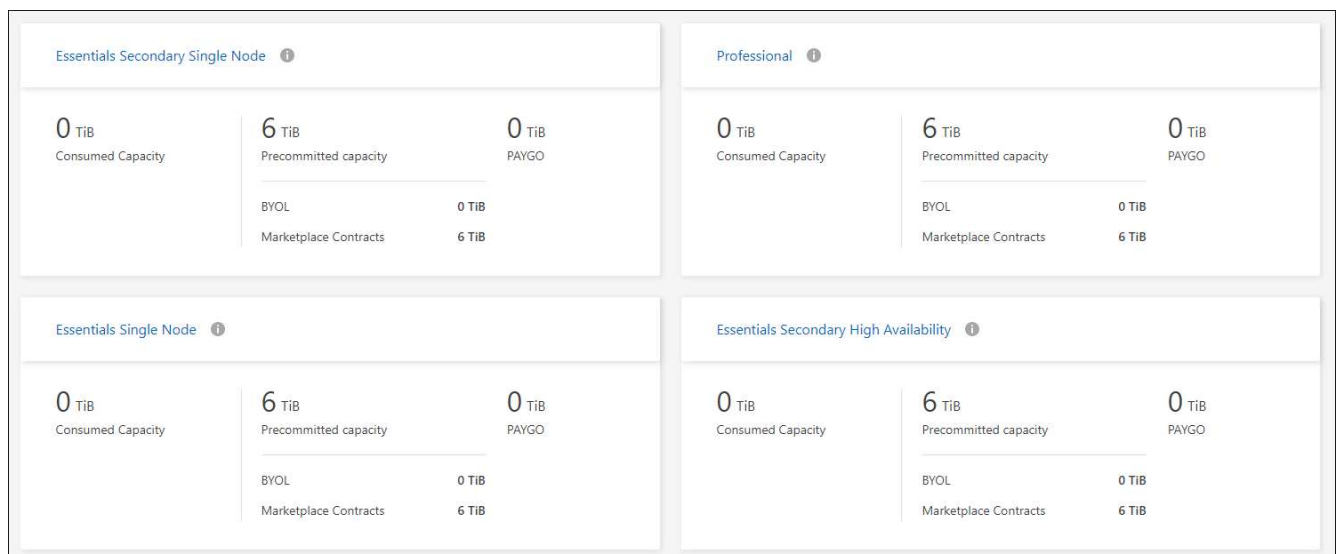 Essentials Secondary Single Node
0 TiB
Consumed Capacity
6 TiB
Precommitted capacity
0 TiB
PAYGO
BYOL 0 TiB
Marketplace Contracts 6 TiB
Professional
0 TiB
Consumed Capacity
6 TiB
Precommitted capacity
0 TiB
PAYGO
BYOL 0 TiB
Marketplace Contracts 6 TiB
Essentials Single Node
0 TiB
Consumed Capacity
6 TiB
Precommitted capacity
0 TiB
PAYGO
BYOL 0 TiB
Marketplace Contracts 6 TiB
Essentials Secondary High Availability
0 TiB
Consumed Capacity
6 TiB
Precommitted capacity
0 TiB
PAYGO
BYOL 0 TiB
Marketplace Contracts 6 TiB